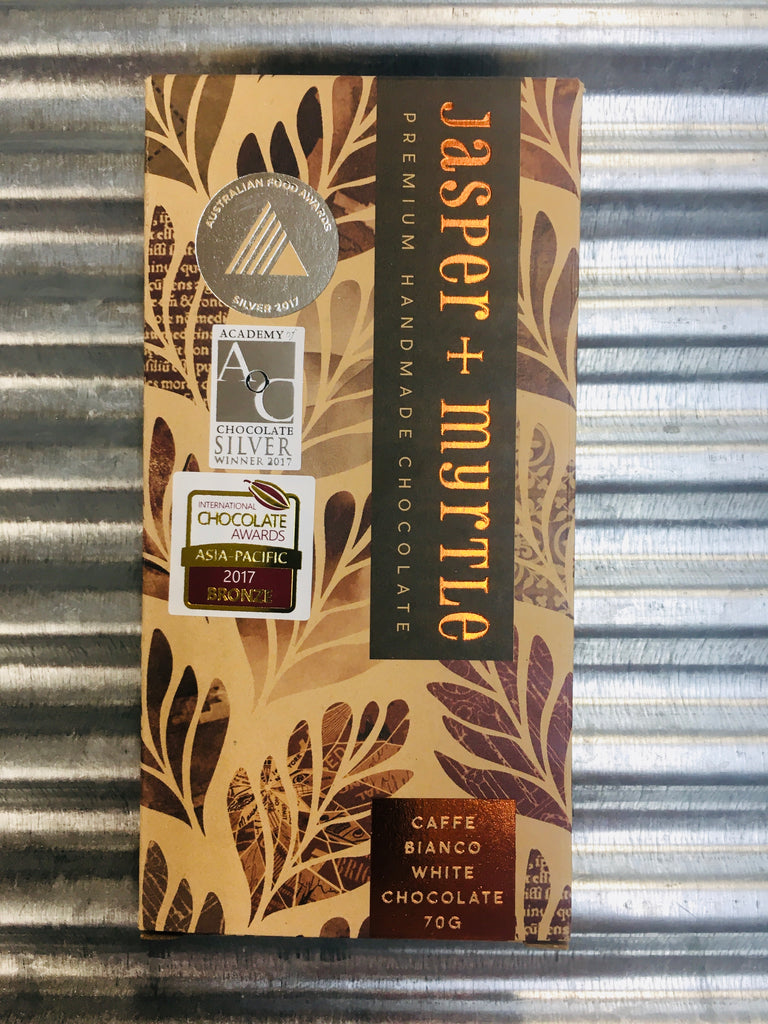 Jasper + myrtle
PREMIUM HANDMADE CHOCOLATE
AUSTRALIAN FOOD AWARDS
SILVER 2017
ACADEMY of
A o C
CHOCOLATE
SILVER
WINNER 2017
INTERNATIONAL
CHOCOLATE
AWARDS
ASIA-PACIFIC
2017
BRONZE
CAFFE
BIANCO
WHITE
CHOCOLATE
70G